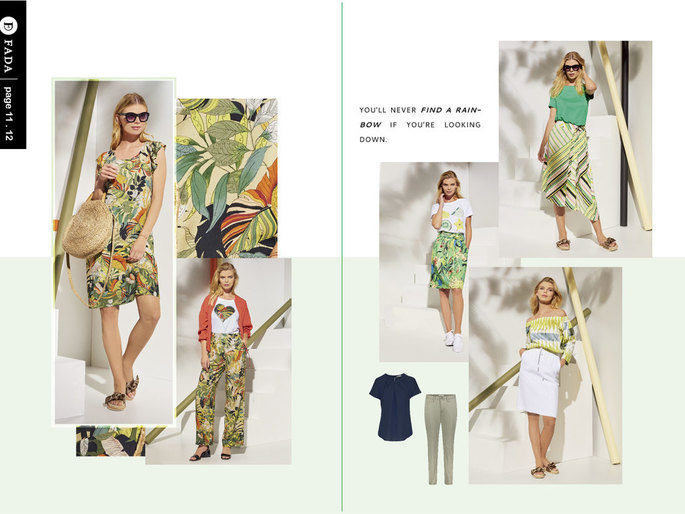 FADA
page 11 . 12
YOU'LL NEVER FIND A RAIN-
BOW IF YOU'RE LOOKING
DOWN.